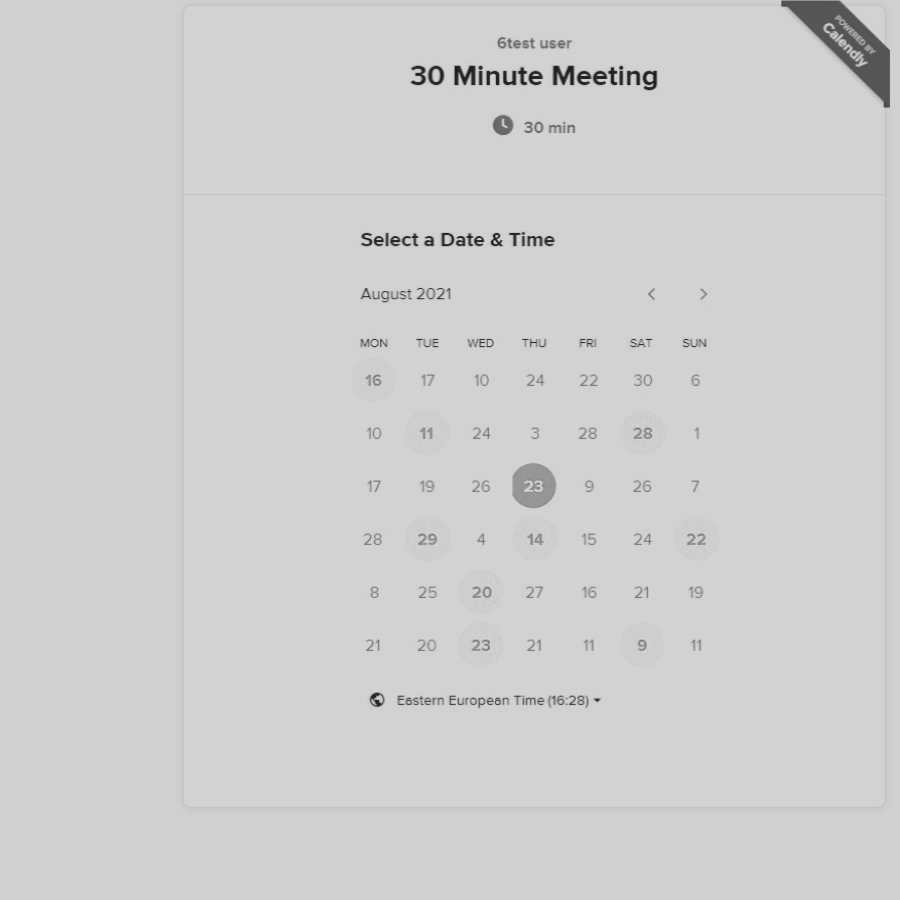 6test user
POWERED BY
Calendly
30 Minute Meeting
30 min
Select a Date & Time
August 2021
MON TUE WED THU FRI SAT SUN
16 17 10 24 22 30 6
10 11 24 3 28 28 1
17 19 26 23 9 26 7
28 29 4 14 15 24 22
8 25 20 27 16 21 19
21 20 23 21 11 9 11
Eastern European Time (16:28)